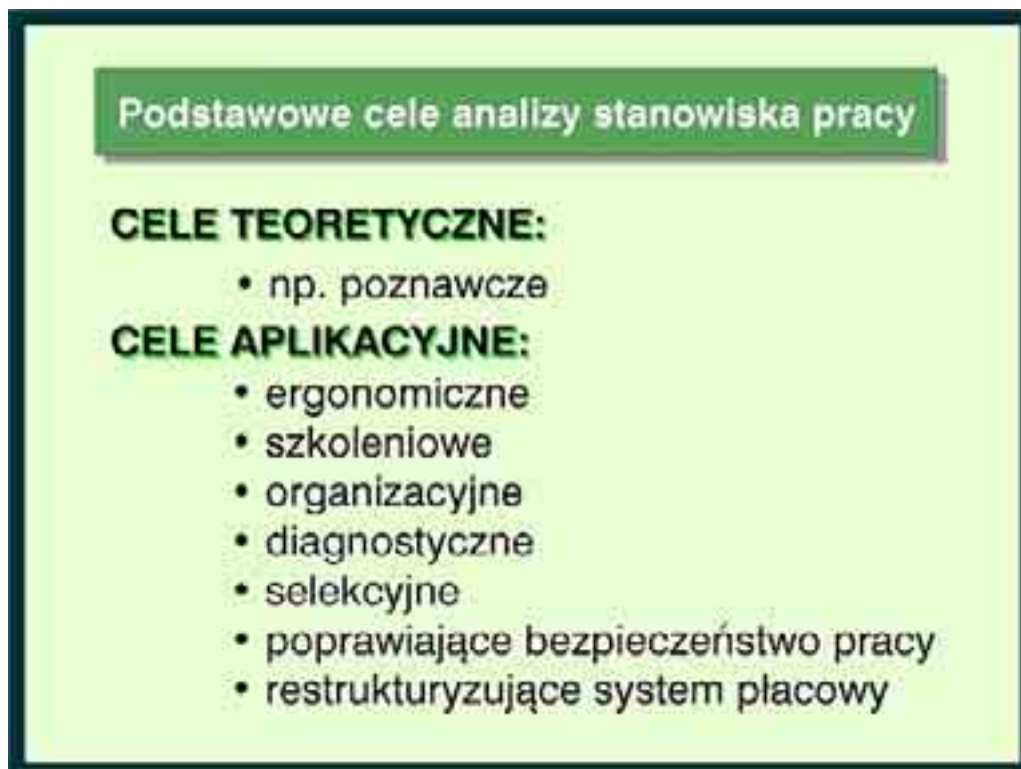 Podstawowe cele analizy stanowiska pracy
CELE TEORETYCZNE:
• np. poznawcze
CELE APLIKACYJNE:
• ergonomiczne
• szkoleniowe
• organizacyjne
• diagnostyczne
• selekcyjne
• poprawiające bezpieczeństwo pracy
• restrukturyzujące system płacowy